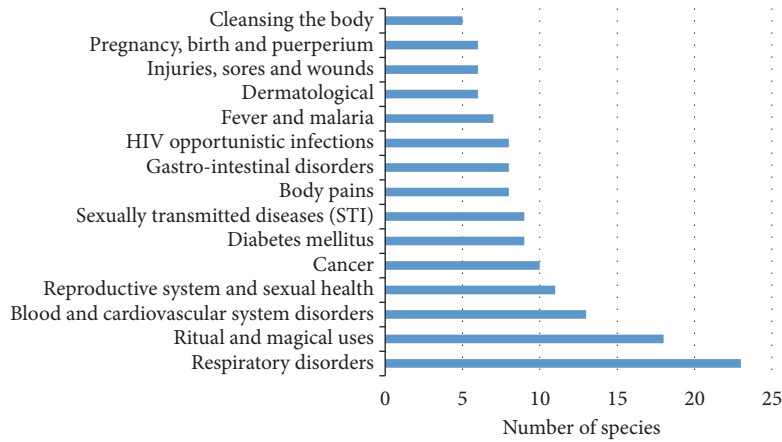 Cleansing the body
Pregnancy, birth and puerperium
Injuries, sores and wounds
Dermatological
Fever and malaria
HIV opportunistic infections
Gastro-intestinal disorders
Body pains
Sexually transmitted diseases (STI)
Diabetes mellitus
Cancer
Reproductive system and sexual health
Blood and cardiovascular system disorders
Ritual and magical uses
Respiratory disorders
0 5 10 15 20 25
Number of species